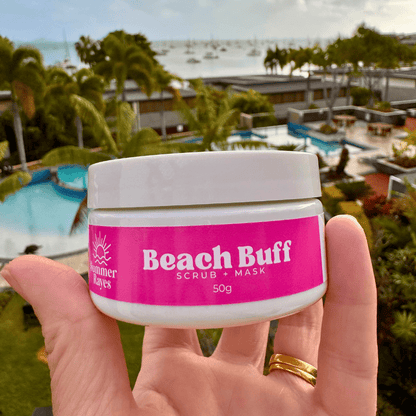 Summer
Rayes
Beach Buff
SCRUB + MASK
50g